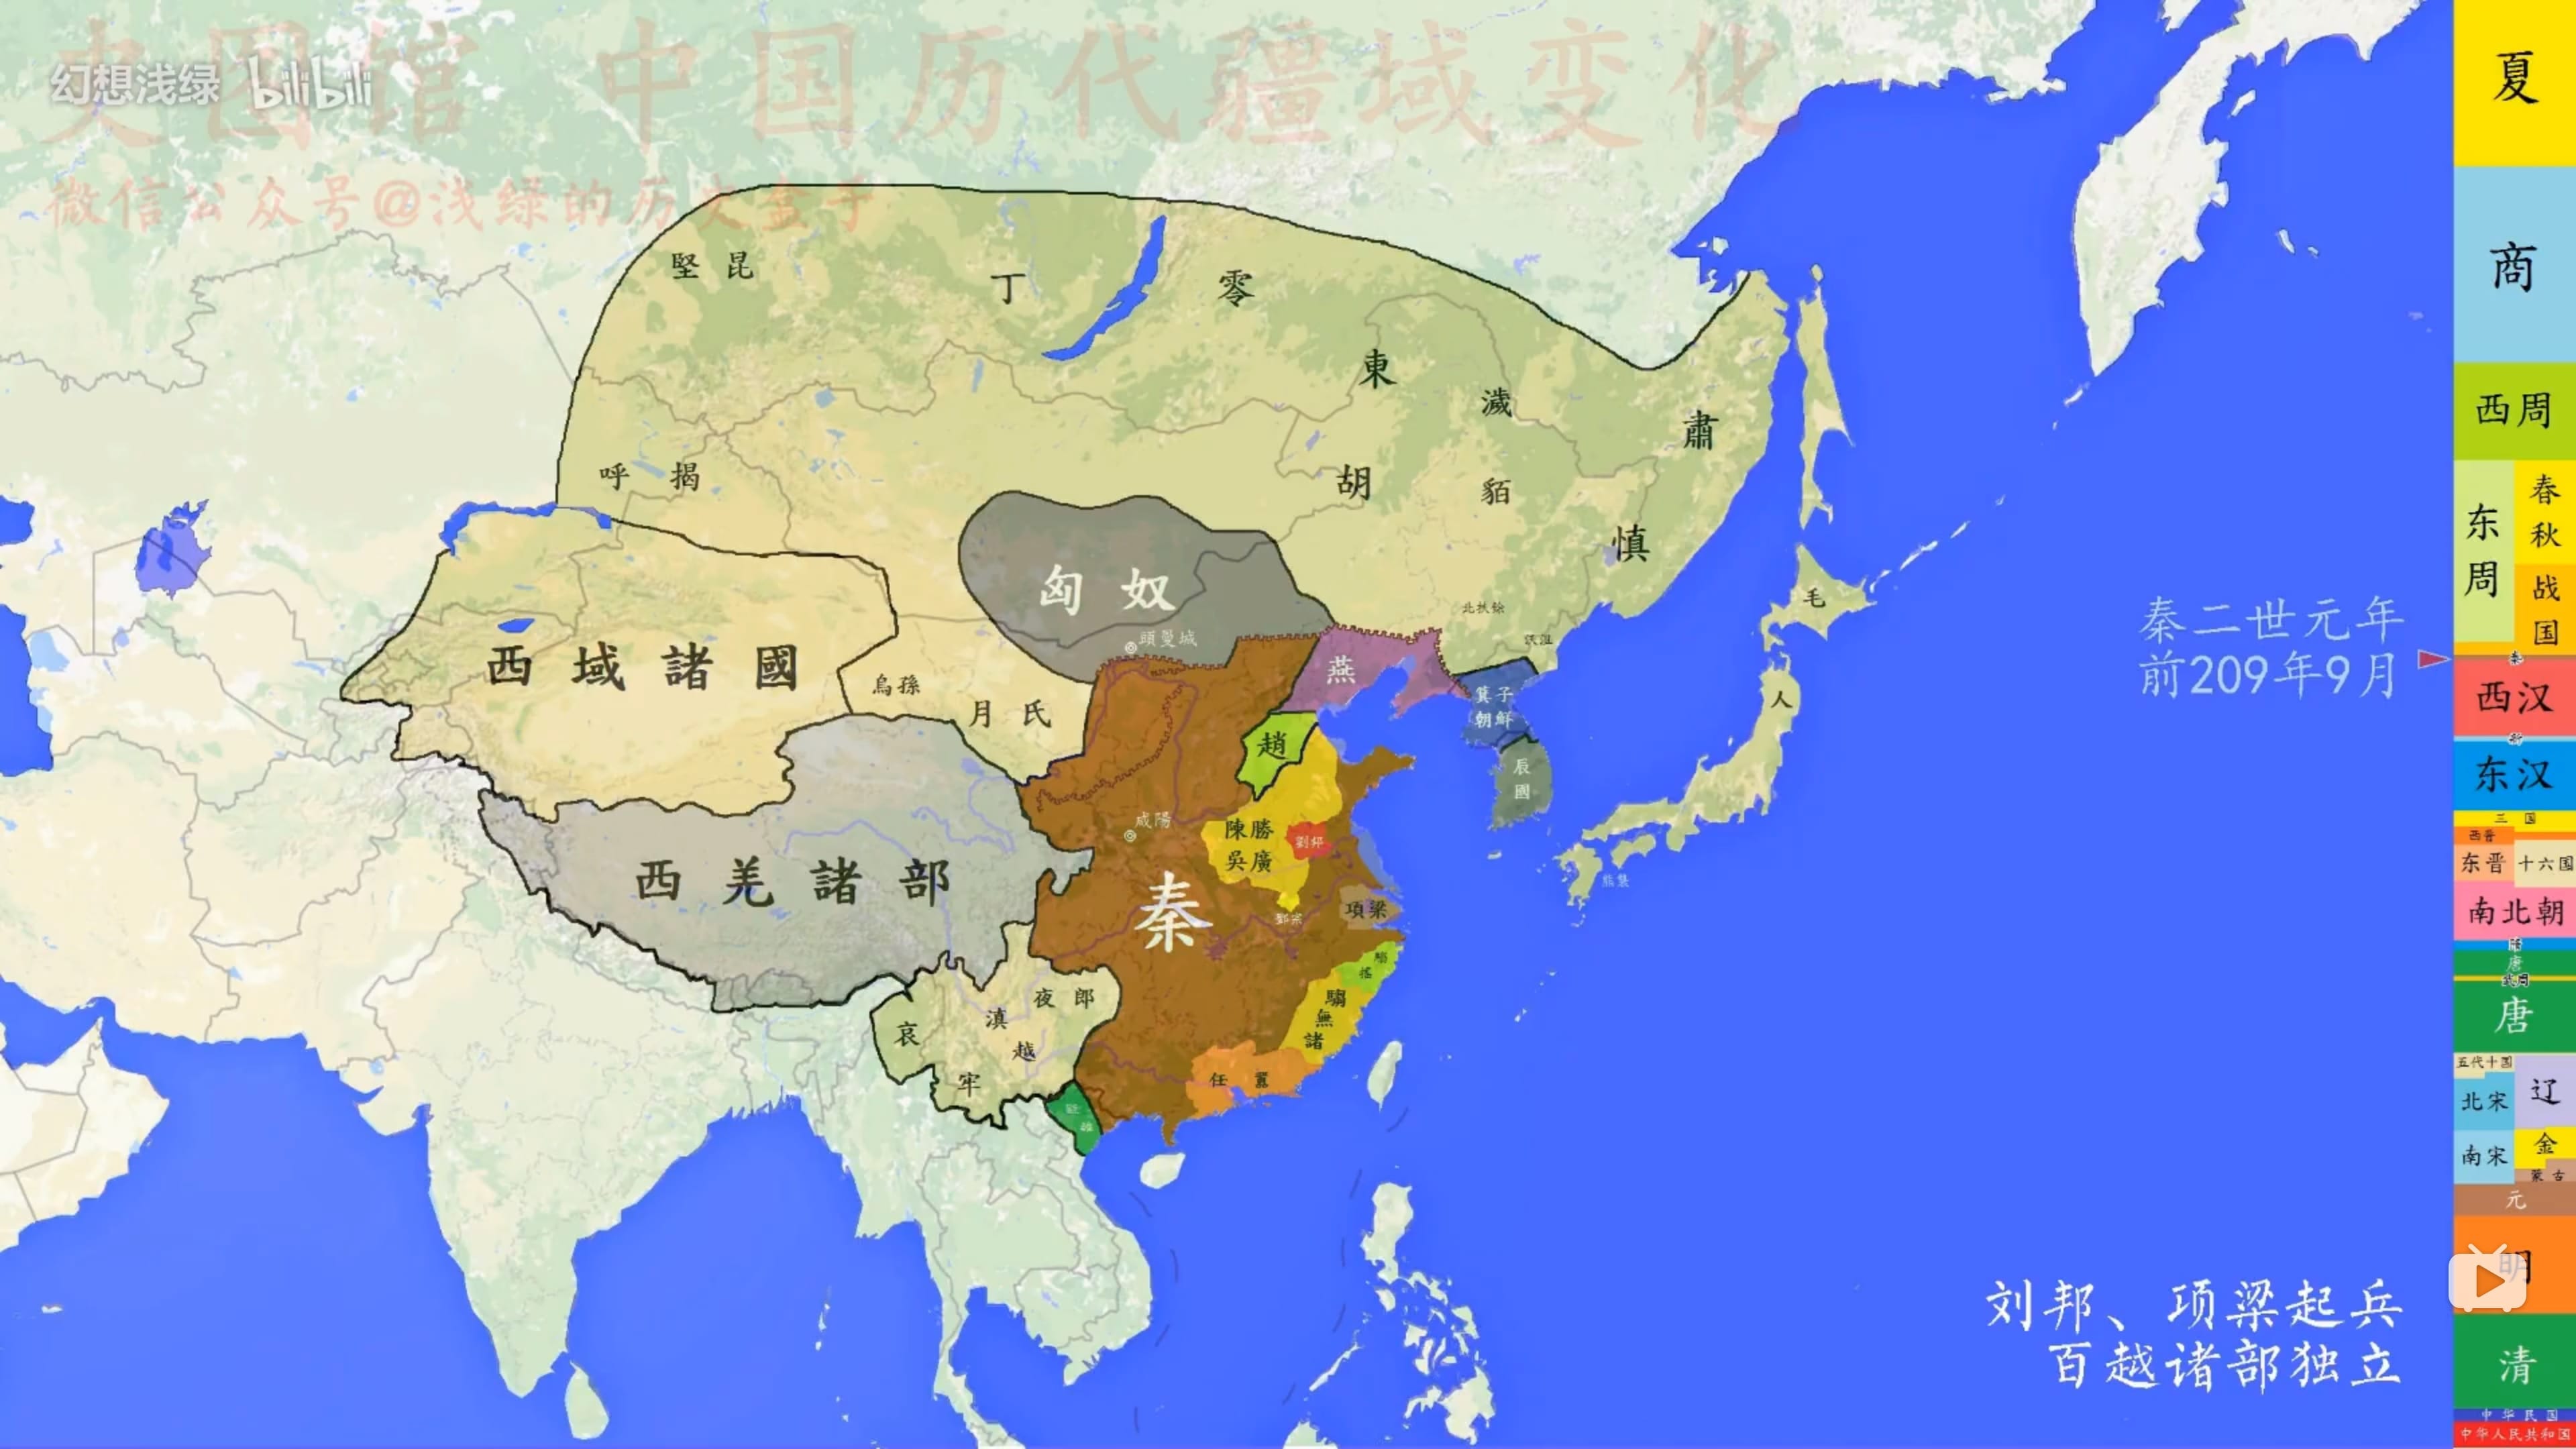 史图馆 中国历代疆域变化
幻想浅绿 bilibili
微信公众号@浅绿的历史盒子
堅昆
丁零
東胡
濊貊
肅慎
呼揭
匈奴
頭曼城
北扶餘
沃沮
毛人
西域諸國
烏孫
月氏
燕
箕子
朝鮮
辰國
趙
咸陽
陳勝
吳廣
劉邦
西羌諸部
秦
鄧宗
項梁
熊襲
騶搖
騶無諸
夜郎
滇越
哀牢
任囂
甌雒
秦二世元年
前209年9月
刘邦、项梁起兵
百越诸部独立
夏
商
西周
东周
春秋
战国
秦
西汉
新
东汉
三国
西晋
东晋
十六国
南北朝
隋
唐
武周
唐
五代十国
辽
北宋
南宋
金
蒙古
元
明
清
中华民国
中华人民共和国